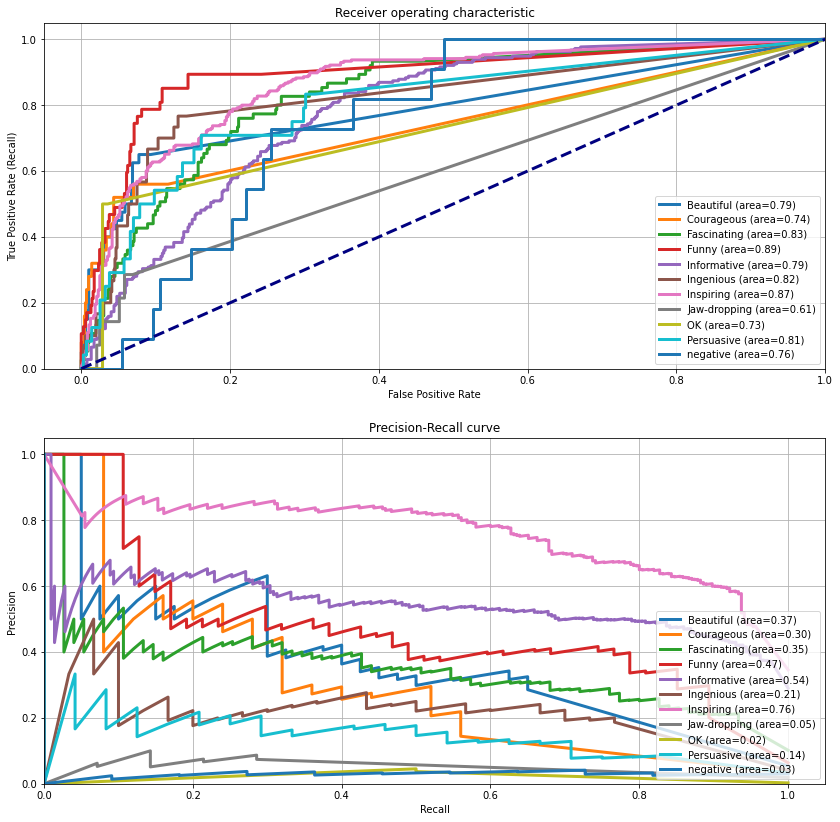 Receiver operating characteristic
1.0
0.8
0.6
0.4
0.2
0.0
True Positive Rate (Recall)
Beautiful (area=0.79)
Courageous (area=0.74)
Fascinating (area=0.83)
Funny (area=0.89)
Informative (area=0.79)
Ingenious (area=0.82)
Inspiring (area=0.87)
Jaw-dropping (area=0.61)
OK (area=0.73)
Persuasive (area=0.81)
negative (area=0.76)
0.0 0.2 0.4 0.6 0.8 1.0
False Positive Rate
Precision-Recall curve
1.0
0.8
0.6
0.4
0.2
0.0
Precision
Beautiful (area=0.37)
Courageous (area=0.30)
Fascinating (area=0.35)
Funny (area=0.47)
Informative (area=0.54)
Ingenious (area=0.21)
Inspiring (area=0.76)
Jaw-dropping (area=0.05)
OK (area=0.02)
Persuasive (area=0.14)
negative (area=0.03)
0.0 0.2 0.4 0.6 0.8 1.0
Recall